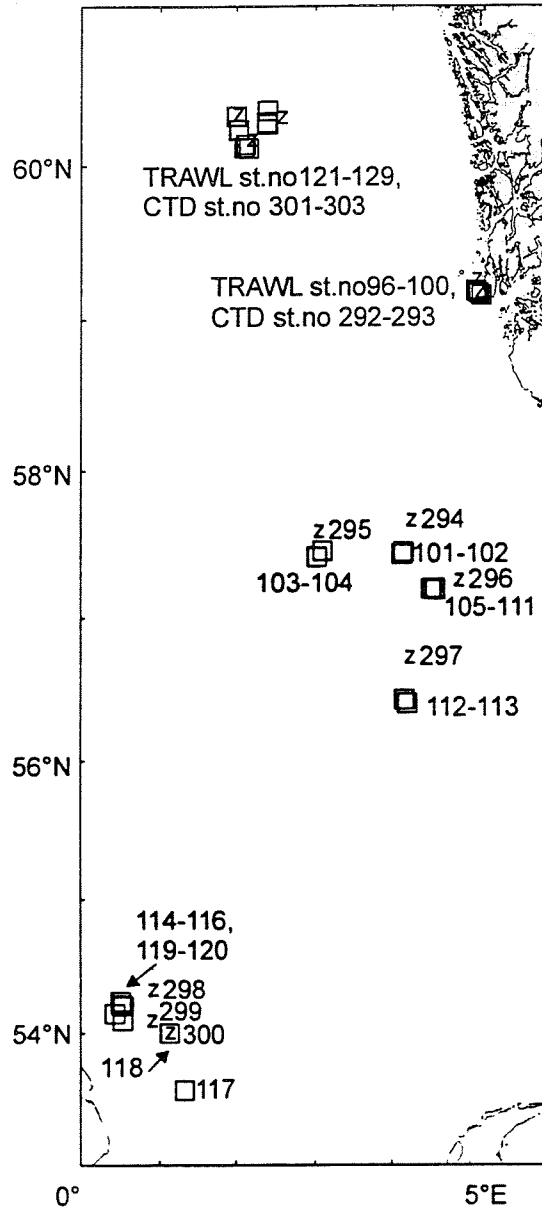 z
z
z
60°N
TRAWL st.no121-129,
CTD st.no 301-303
z
TRAWL st.no96-100,
z
CTD st.no 292-293
58°N
z294
z295
101-102
103-104
z296
105-111
z297
112-113
56°N
114-116,
119-120
z298
z299
54°N
z 300
118
117
0°
5°E